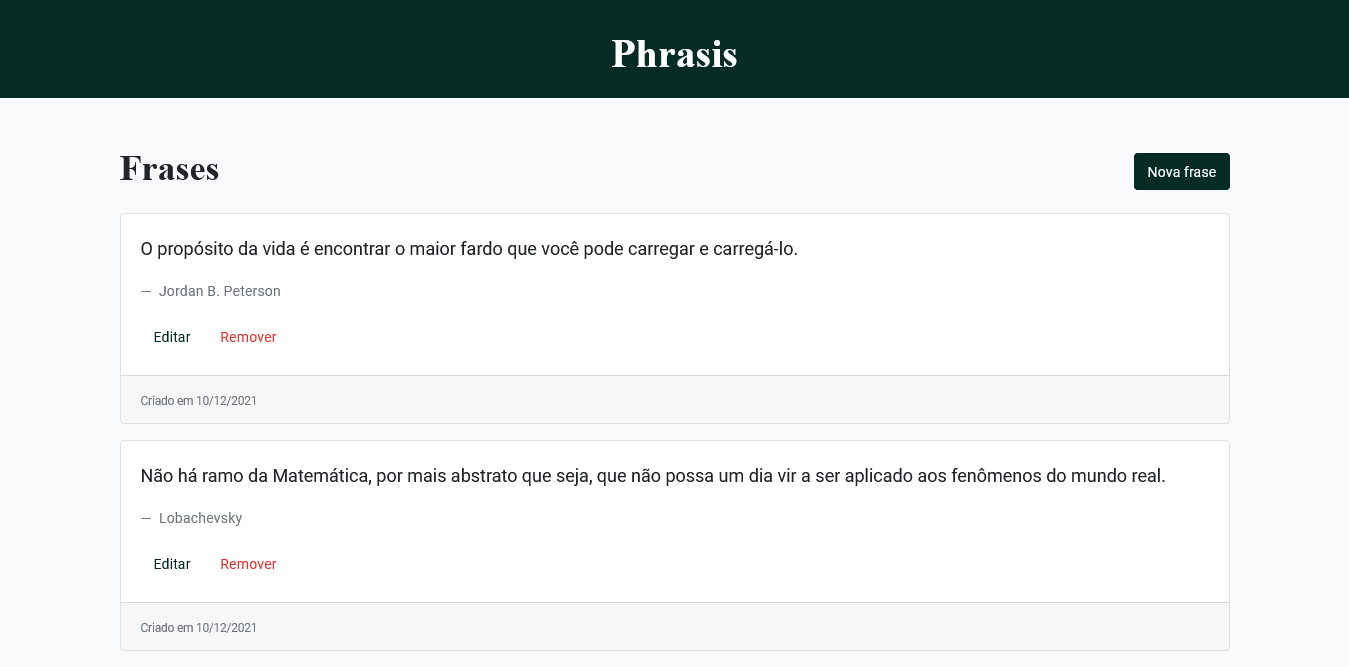 Phrasis
Frases
Nova frase
O propósito da vida é encontrar o maior fardo que você pode carregar e carregá-lo.
— Jordan B. Peterson
Editar Remover
Criado em 10/12/2021
Não há ramo da Matemática, por mais abstrato que seja, que não possa um dia vir a ser aplicado aos fenômenos do mundo real.
— Lobachevsky
Editar Remover
Criado em 10/12/2021